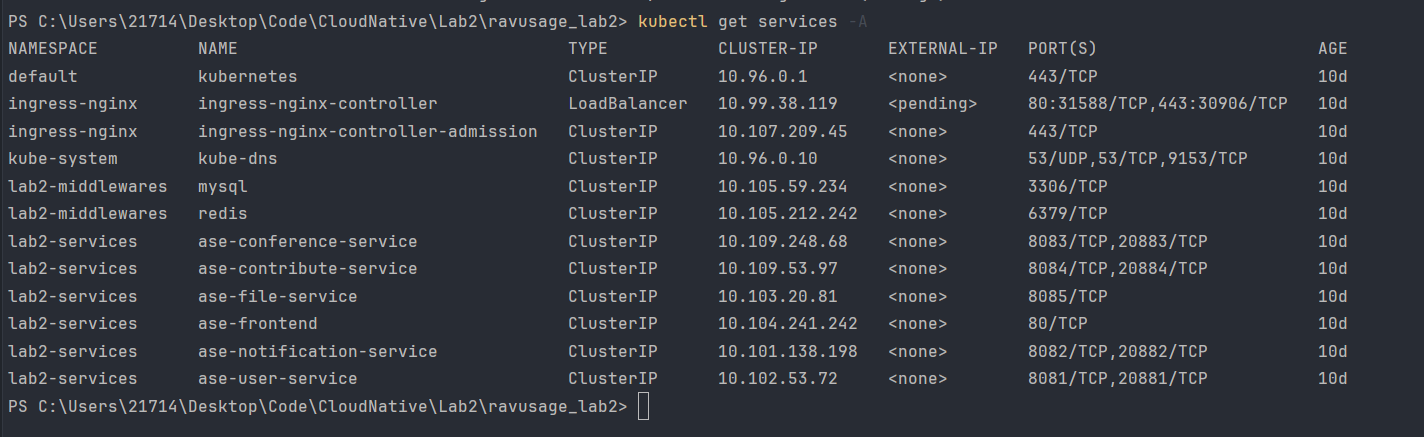 PS C:\Users\21714\Desktop\Code\CloudNative\Lab2\ravusage_lab2> kubectl get services -A
NAMESPACE NAME TYPE CLUSTER-IP EXTERNAL-IP PORT(S) AGE
default kubernetes ClusterIP 10.96.0.1 <none> 443/TCP 10d
ingress-nginx ingress-nginx-controller LoadBalancer 10.99.38.119 <pending> 80:31588/TCP,443:30906/TCP 10d
ingress-nginx ingress-nginx-controller-admission ClusterIP 10.107.209.45 <none> 443/TCP 10d
kube-system kube-dns ClusterIP 10.96.0.10 <none> 53/UDP,53/TCP,9153/TCP 10d
lab2-middlewares mysql ClusterIP 10.105.59.234 <none> 3306/TCP 10d
lab2-middlewares redis ClusterIP 10.105.212.242 <none> 6379/TCP 10d
lab2-services ase-conference-service ClusterIP 10.109.248.68 <none> 8083/TCP,20883/TCP 10d
lab2-services ase-contribute-service ClusterIP 10.109.53.97 <none> 8084/TCP,20884/TCP 10d
lab2-services ase-file-service ClusterIP 10.103.20.81 <none> 8085/TCP 10d
lab2-services ase-frontend ClusterIP 10.104.241.242 <none> 80/TCP 10d
lab2-services ase-notification-service ClusterIP 10.101.138.198 <none> 8082/TCP,20882/TCP 10d
lab2-services ase-user-service ClusterIP 10.102.53.72 <none> 8081/TCP,20881/TCP 10d
PS C:\Users\21714\Desktop\Code\CloudNative\Lab2\ravusage_lab2>